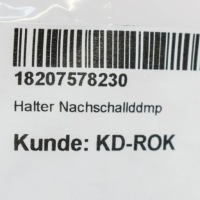 18207578230
Halter Nachschallddmp
Kunde: KD-ROK